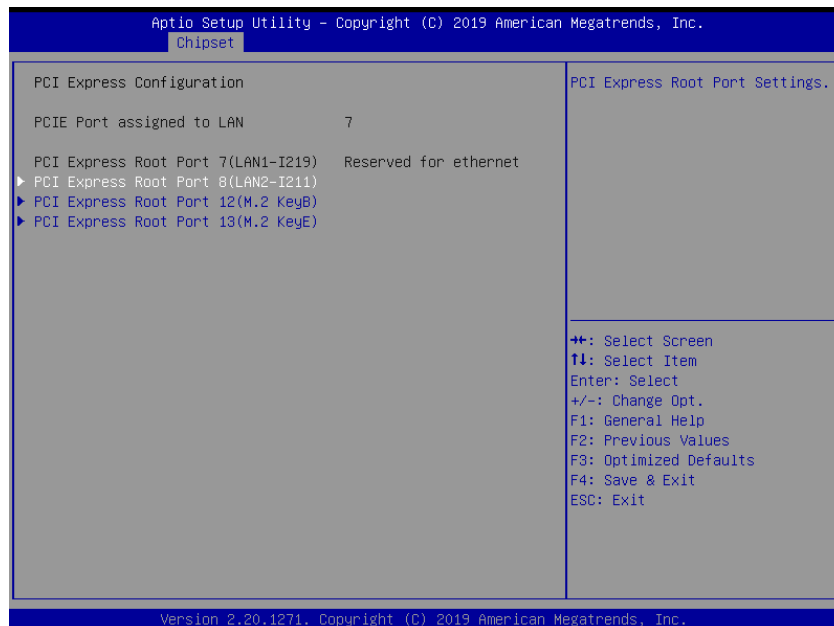 Aptio Setup Utility – Copyright (C) 2019 American Megatrends, Inc.
Chipset
PCI Express Configuration
PCIE Port assigned to LAN 7
PCI Express Root Port 7(LAN1-I219) Reserved for ethernet
PCI Express Root Port 8(LAN2-I211)
PCI Express Root Port 12(M.2 KeyB)
PCI Express Root Port 13(M.2 KeyE)
PCI Express Root Port Settings.
→←: Select Screen
↑↓: Select Item
Enter: Select
+/-: Change Opt.
F1: General Help
F2: Previous Values
F3: Optimized Defaults
F4: Save & Exit
ESC: Exit
Version 2.20.1271. Copyright (C) 2019 American Megatrends, Inc.